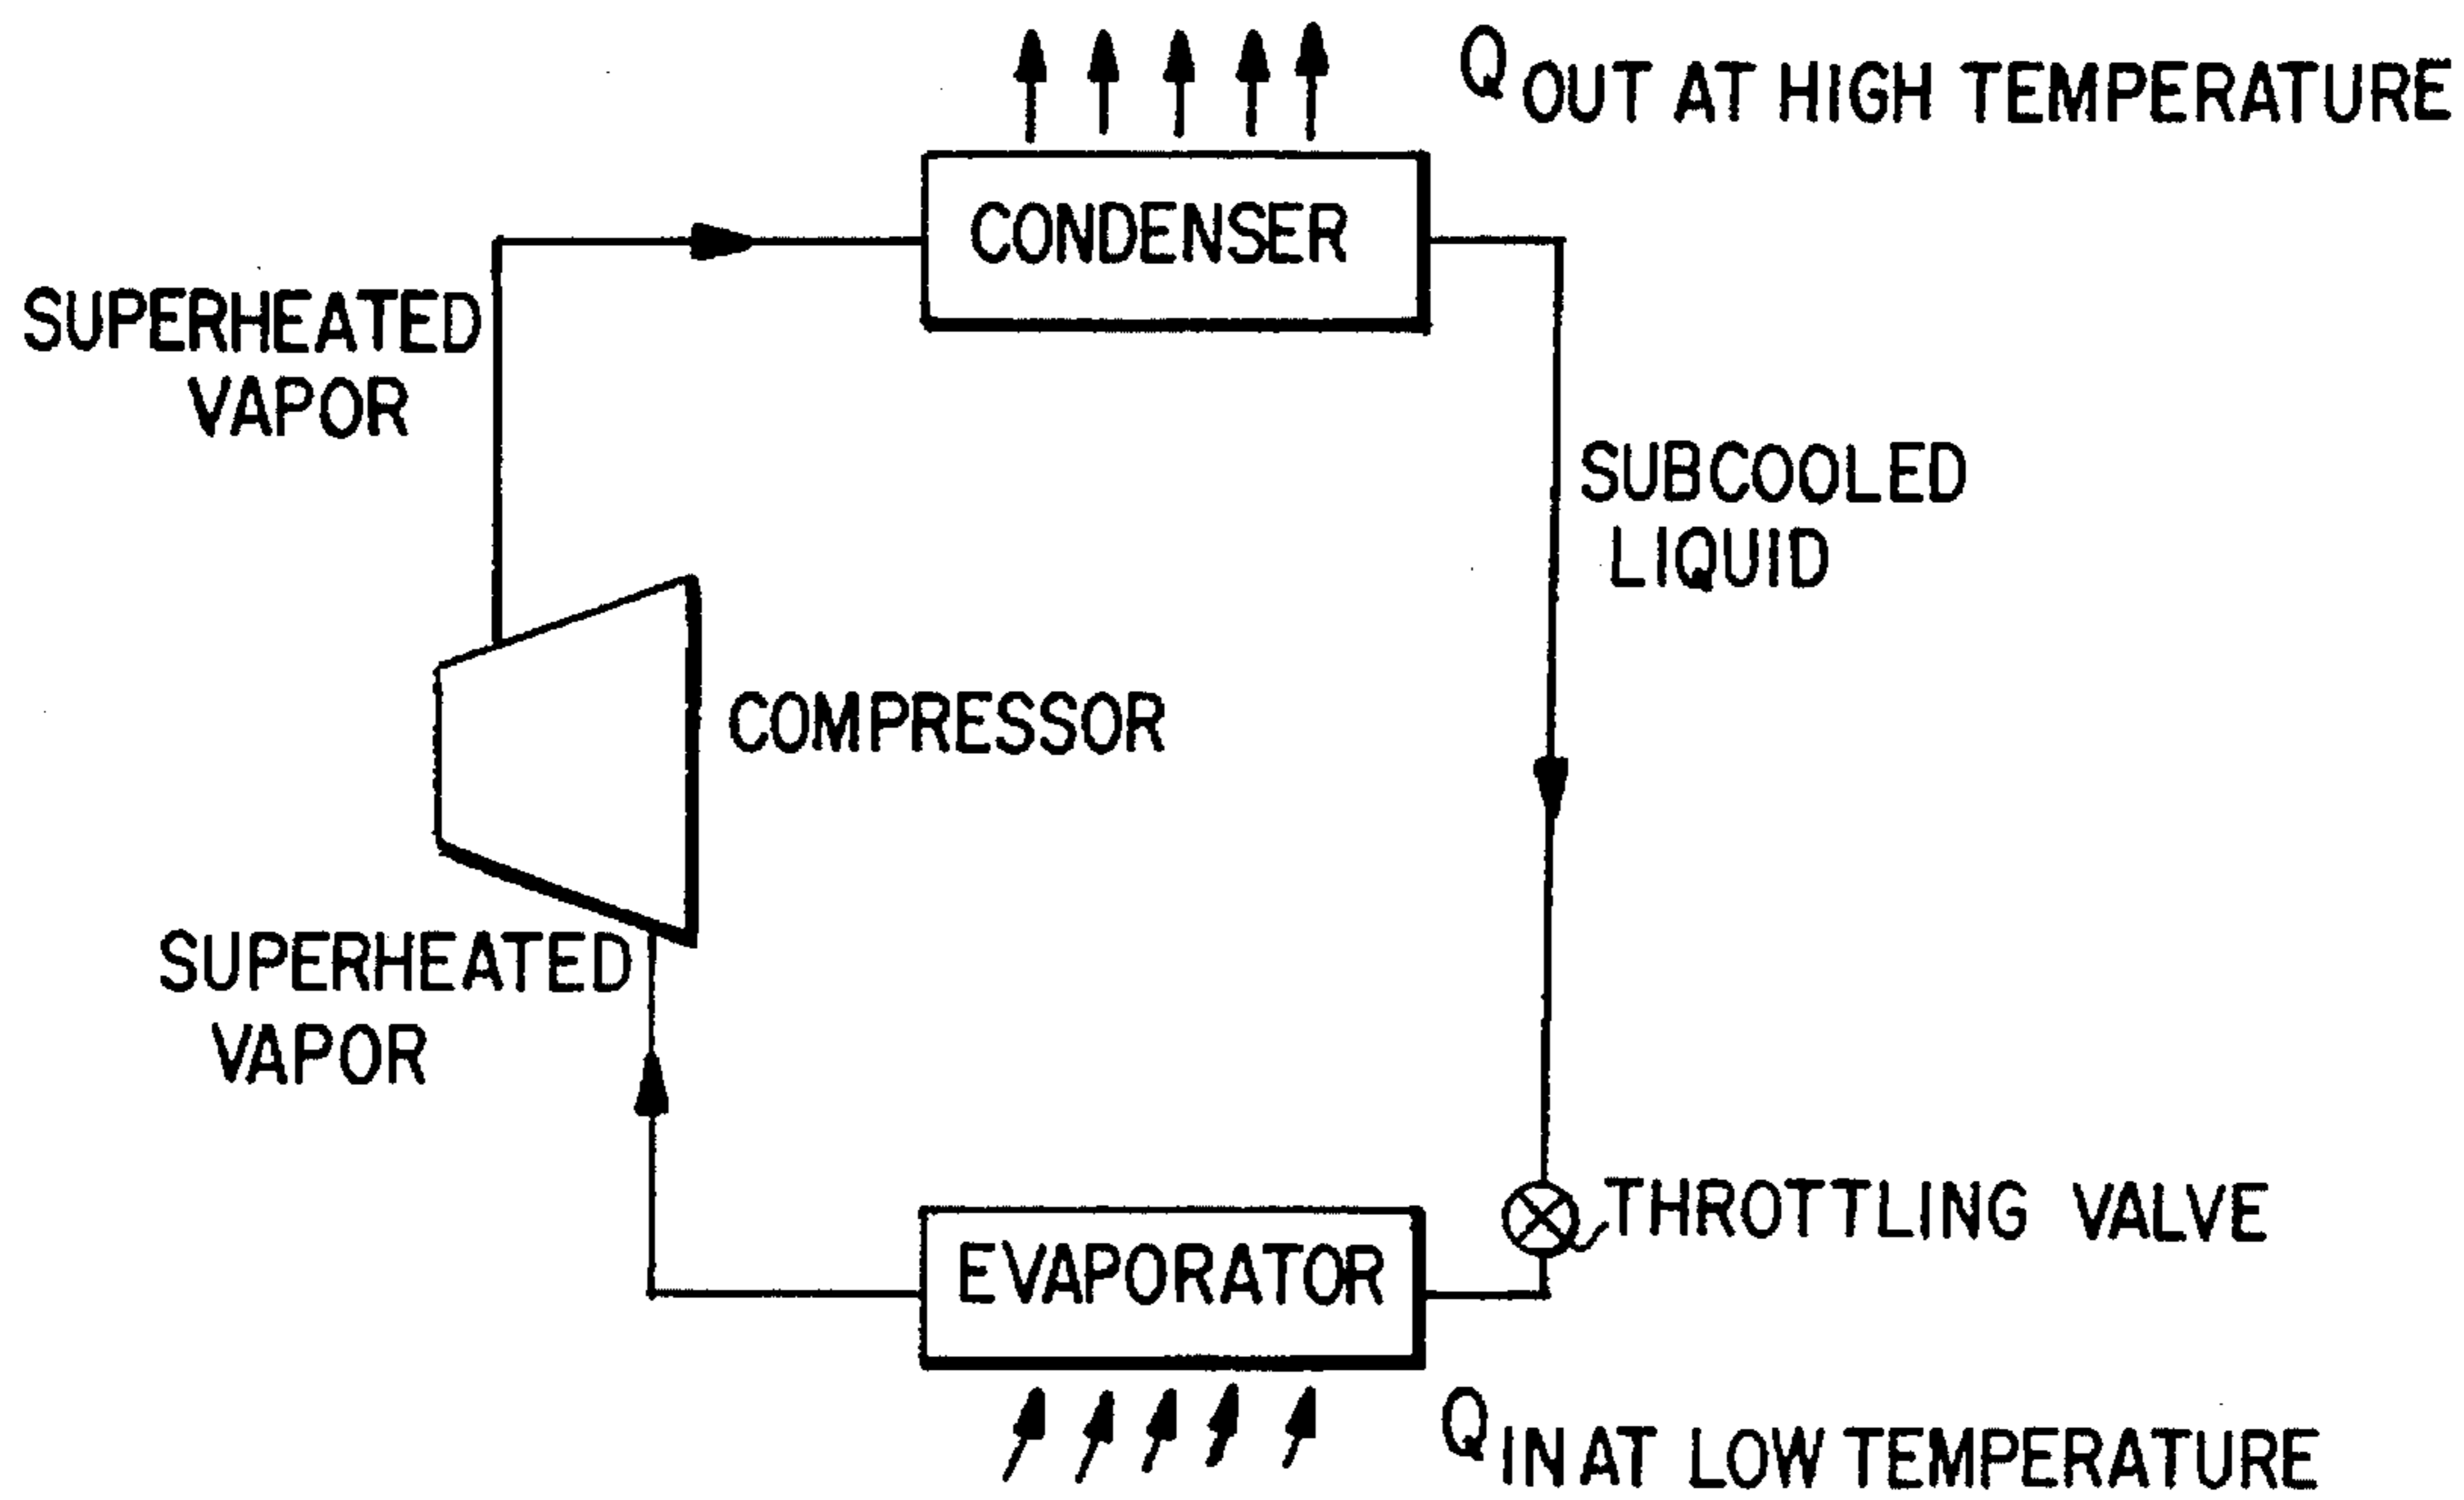 Q OUT AT HIGH TEMPERATURE
CONDENSER
SUPERHEATED
VAPOR
SUBCOOLED
LIQUID
COMPRESSOR
SUPERHEATED
VAPOR
THROTTLING VALVE
EVAPORATOR
Q IN AT LOW TEMPERATURE